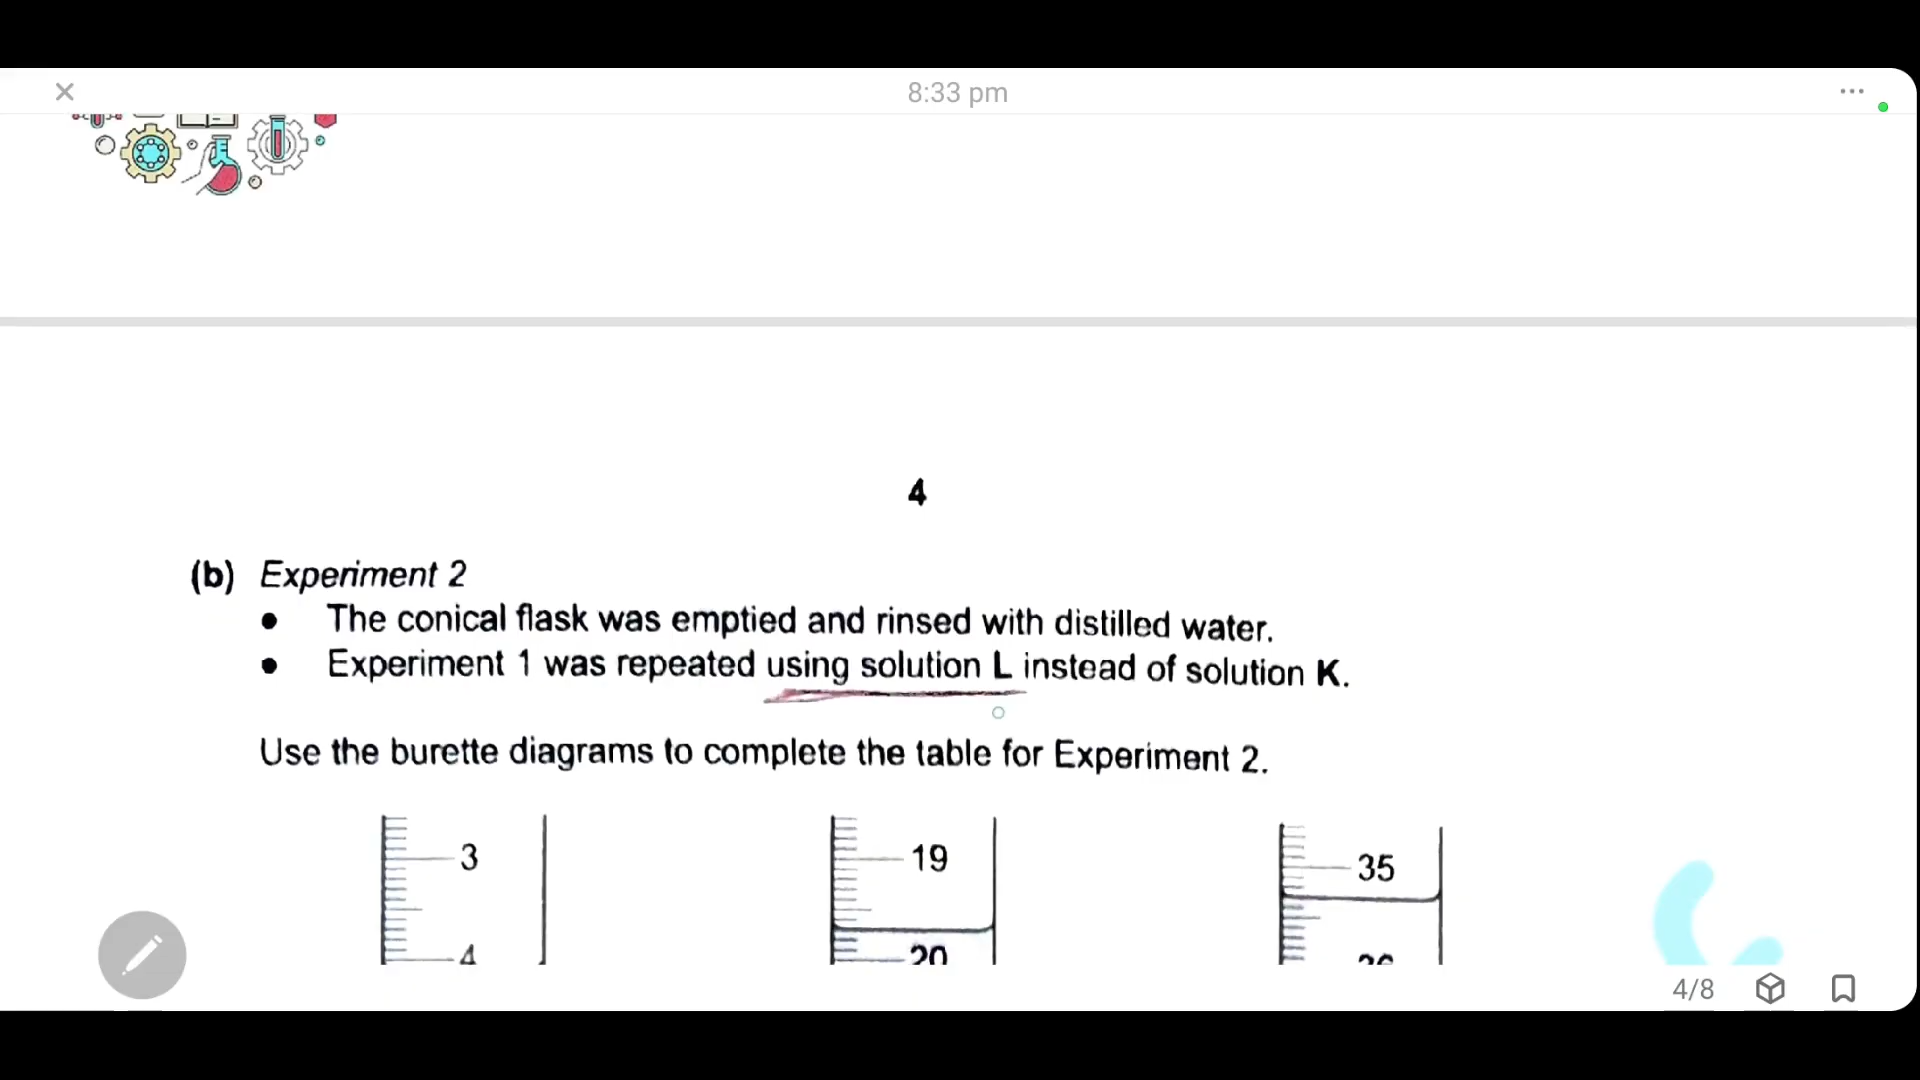 8:33 pm
4
(b) Experiment 2
• The conical flask was emptied and rinsed with distilled water.
• Experiment 1 was repeated using solution L instead of solution K.
Use the burette diagrams to complete the table for Experiment 2.
3
19
35
4
20
4/8